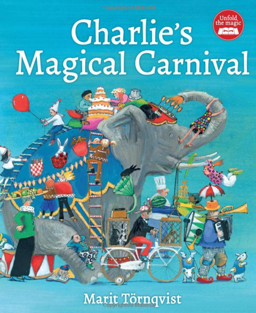 Charlie's
Magical Carnival
Unfold
the magic
Marit Törnqvist